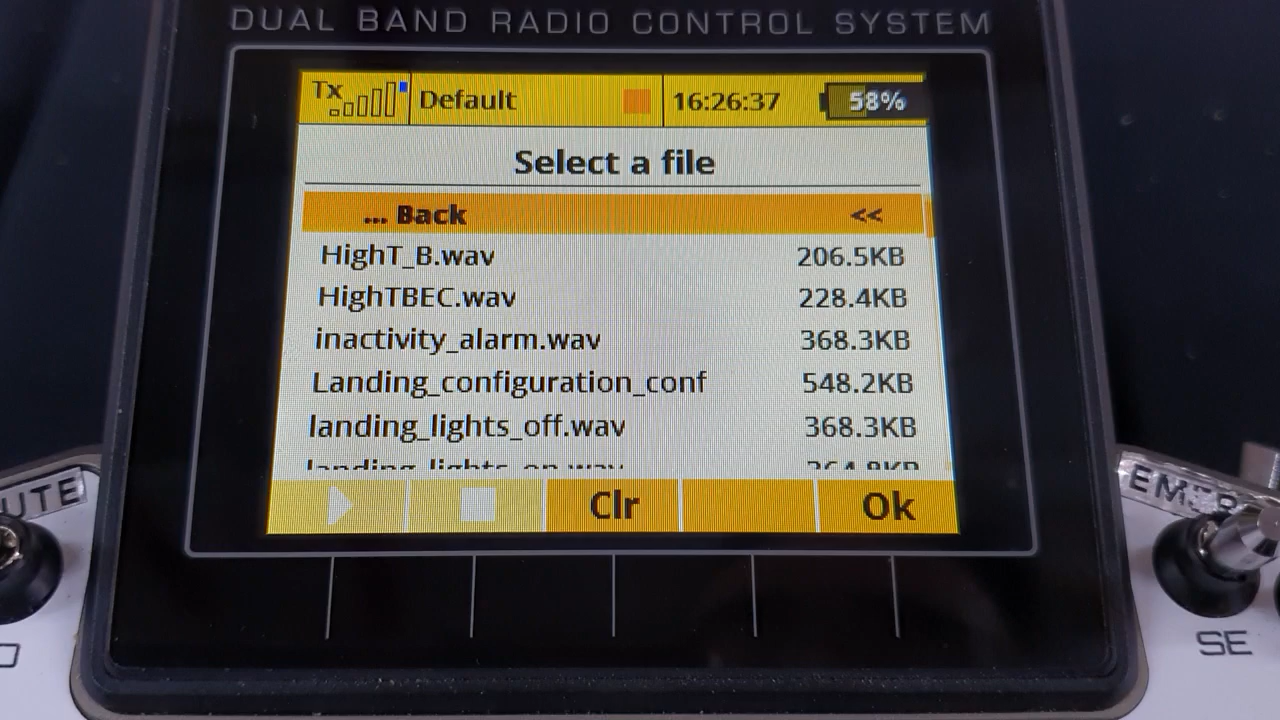 DUAL BAND RADIO CONTROL SYSTEM
Tx Default 16:26:37 58%
Select a file
... Back <<
HighT_B.wav 206.5KB
HighTBEC.wav 228.4KB
inactivity_alarm.wav 368.3KB
Landing_configuration_conf 548.2KB
landing_lights_off.wav 368.3KB
landing_lights_on.wav
Clr Ok
UTE
SE